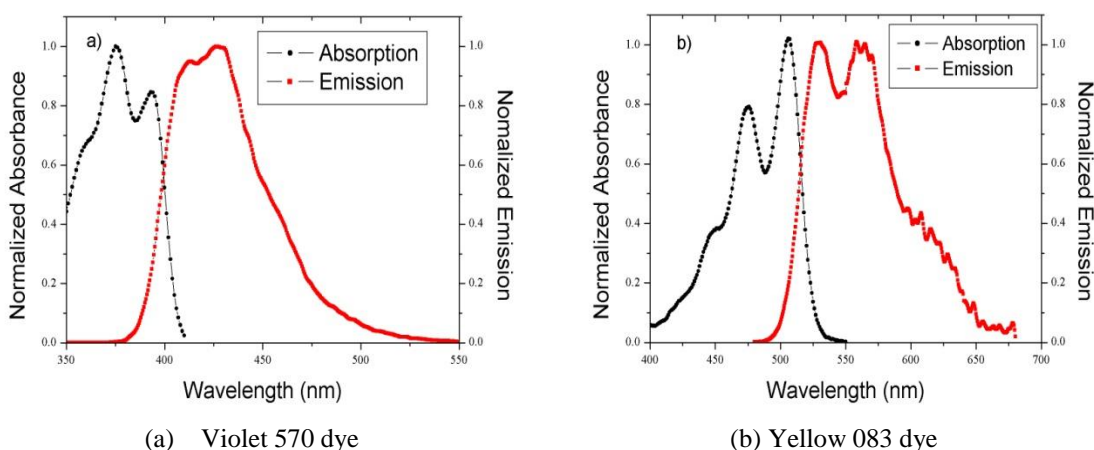 a)
Absorption
Emission
Normalized Absorbance
1.0
0.8
0.6
0.4
0.2
0.0
1.0
0.8
0.6
0.4
0.2
0.0
Nomalized Emission
350 400 450 500 550
Wavelength (nm)
(a) Violet 570 dye
b)
Absorption
Emission
Normalized Absorbance
1.0
0.8
0.6
0.4
0.2
0.0
1.0
0.8
0.6
0.4
0.2
0.0
Normalized Emission
400 450 500 550 600 650 700
Wavelength (nm)
(b) Yellow 083 dye